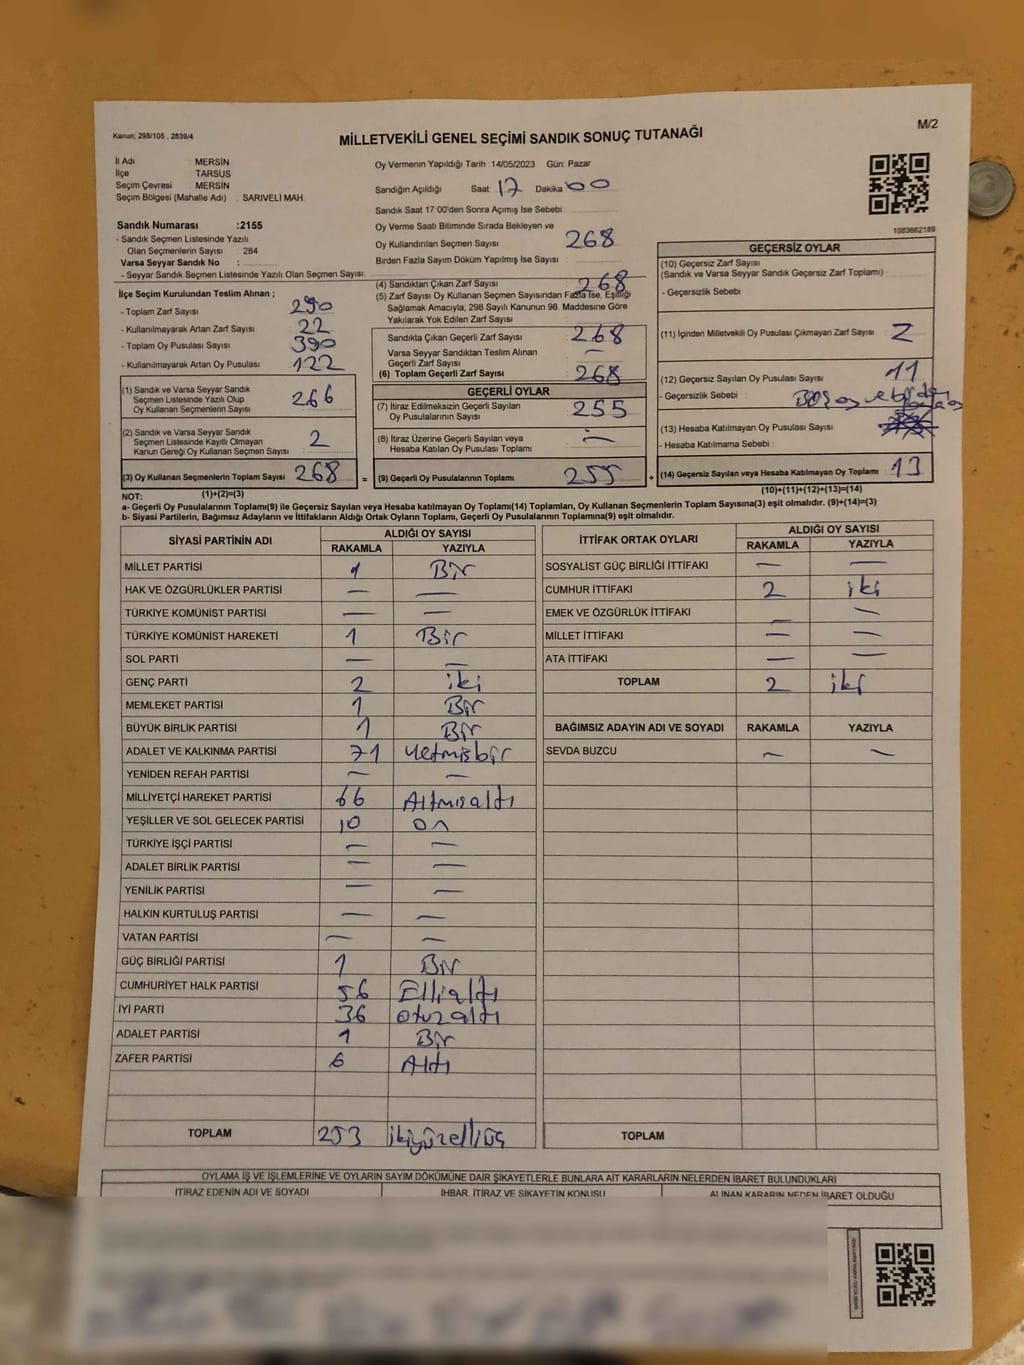 Kanun; 298/105 , 2839/4
MİLLETVEKİLİ GENEL SEÇİMİ SANDIK SONUÇ TUTANAĞI
M/2
İl Adı : MERSİN
İlçe : TARSUS
Seçim Çevresi : MERSİN
Seçim Bölgesi (Mahalle Adı) : SARIVELİ MAH.
Oy Vermenin Yapıldığı Tarih :14/05/2023 Gün: Pazar
Sandığın Açıldığı Saat 17 Dakika 00
Sandık Saat 17 00'den Sonra Açımış Ise Sebebi :
Sandık Numarası :2155
- Sandık Seçmen Listesinde Yazılı
Olan Seçmenlerin Sayısı : 284
Varsa Seyyar Sandık No :
- Seyyar Sandık Seçmen Listesinde Yazılı Olan Seçmen Sayısı:
Oy Verme Saati Bitiminde Sırada Bekleyen ve
Oy Kullandırılan Seçmen Sayısı 268
Birden Fazla Sayım Döküm Yapılmış İse Sayısı :
1083662189
İlçe Seçim Kurulundan Teslim Alınan ;
- Toplam Zarf Sayısı : 290
- Kullanılmayarak Artan Zarf Sayısı : 22
- Toplam Oy Pusulası Sayısı : 390
- Kullanılmayarak Artan Oy Pusulası : 122
(1) Sandık ve Varsa Seyyar Sandık
Seçmen Listesinde Yazılı Olup
Oy Kullanan Seçmenlerin Sayısı : 266
(2) Sandık ve Varsa Seyyar Sandık
Seçmen Listesinde Kayıtlı Olmayan
Kanun Gereği Oy Kullanan Seçmen Sayısı : 2
(3) Oy Kullanan Seçmenlerin Toplam Sayısı : 268
(1)+(2)=(3)
(4) Sandıktan Çıkan Zarf Sayısı : 268
(5) Zarf Sayısı Oy Kullanan Seçmen Sayısından Fazla İse, Eşitliği
Sağlamak Amacıyla, 298 Sayılı Kanunun 98. Maddesine Göre
Yakılarak Yok Edilen Zarf Sayısı :
Sandıkta Çıkan Geçerli Zarf Sayısı : 268
Varsa Seyyar Sandıktan Teslim Alınan
Geçerli Zarf Sayısı : —
(6) Toplam Geçerli Zarf Sayısı : 268
=
GEÇERLİ OYLAR
(7) İtiraz Edilmeksizin Geçerli Sayılan
Oy Pusulalarının Sayısı : 255
(8) İtiraz Üzerine Geçerli Sayılan veya
Hesaba Katılan Oy Pusulası Toplamı : —
(9) Geçerli Oy Pusulalarının Toplamı : 255
+
GEÇERSİZ OYLAR
(10) Geçersiz Zarf Sayısı
(Sandık ve Varsa Seyyar Sandık Geçersiz Zarf Toplamı) :
- Geçersizlik Sebebi :
(11) İçinden Milletvekili Oy Pusulası Çıkmayan Zarf Sayısı : 2
(12) Geçersiz Sayılan Oy Pusulası Sayısı : 11
- Geçersizlik Sebebi : Boş oy ve birden
(13) Hesaba Katılmayan Oy Pusulası Sayısı :
- Hesaba Katılmama Sebebi :
(14) Geçersiz Sayılan veya Hesaba Katılmayan Oy Toplamı : 13
(10)+(11)+(12)+(13)=(14)
NOT:
a- Geçerli Oy Pusulalarının Toplamı(9) ile Geçersiz Sayılan veya Hesaba katılmayan Oy Toplamı(14) Toplamları, Oy Kullanan Seçmenlerin Toplam Sayısına(3) eşit olmalıdır. (9)+(14)=(3)
b- Siyasi Partilerin, Bağımsız Adayların ve İttifakların Aldığı Ortak Oyların Toplamı, Geçerli Oy Pusulalarının Toplamına(9) eşit olmalıdır.
SİYASİ PARTİNİN ADI ALDIĞI OY SAYISI
RAKAMLA YAZIYLA
MİLLET PARTİSİ 1 Bir
HAK VE ÖZGÜRLÜKLER PARTİSİ — —
TÜRKİYE KOMÜNİST PARTİSİ — —
TÜRKİYE KOMÜNİST HAREKETİ 1 Bir
SOL PARTİ — —
GENÇ PARTİ 2 iki
MEMLEKET PARTİSİ 1 Bir
BÜYÜK BİRLİK PARTİSİ 1 Bir
ADALET VE KALKINMA PARTİSİ 71 Yetmişbir
YENİDEN REFAH PARTİSİ — —
MİLLİYETÇİ HAREKET PARTİSİ 66 Altmışaltı
YEŞİLLER VE SOL GELECEK PARTİSİ 10 on
TÜRKİYE İŞÇİ PARTİSİ — —
ADALET BİRLİK PARTİSİ — —
YENİLİK PARTİSİ — —
HALKIN KURTULUŞ PARTİSİ — —
VATAN PARTİSİ — —
GÜÇ BİRLİĞİ PARTİSİ 1 Bir
CUMHURİYET HALK PARTİSİ 56 Ellialtı
İYİ PARTİ 36 otuzaltı
ADALET PARTİSİ 1 Bir
ZAFER PARTİSİ 6 Altı
TOPLAM 253 ikiyüzelliüç
İTTİFAK ORTAK OYLARI ALDIĞI OY SAYISI
RAKAMLA YAZIYLA
SOSYALİST GÜÇ BİRLİĞİ İTTİFAKI — —
CUMHUR İTTİFAKI 2 iki
EMEK VE ÖZGÜRLÜK İTTİFAKI — —
MİLLET İTTİFAKI — —
ATA İTTİFAKI — —
TOPLAM 2 iki
BAĞIMSIZ ADAYIN ADI VE SOYADI RAKAMLA YAZIYLA
SEVDA BUZCU — —
TOPLAM
OYLAMA İŞ VE İŞLEMLERİNE VE OYLARIN SAYIM DÖKÜMÜNE DAİR ŞİKAYETLERLE BUNLARA AİT KARARLARIN NELERDEN İBARET BULUNDUKLARI
İTİRAZ EDENİN ADI VE SOYADI İHBAR, İTİRAZ VE ŞİKAYETİN KONUSU ALINAN KARARIN NEDEN İBARET OLDUĞU